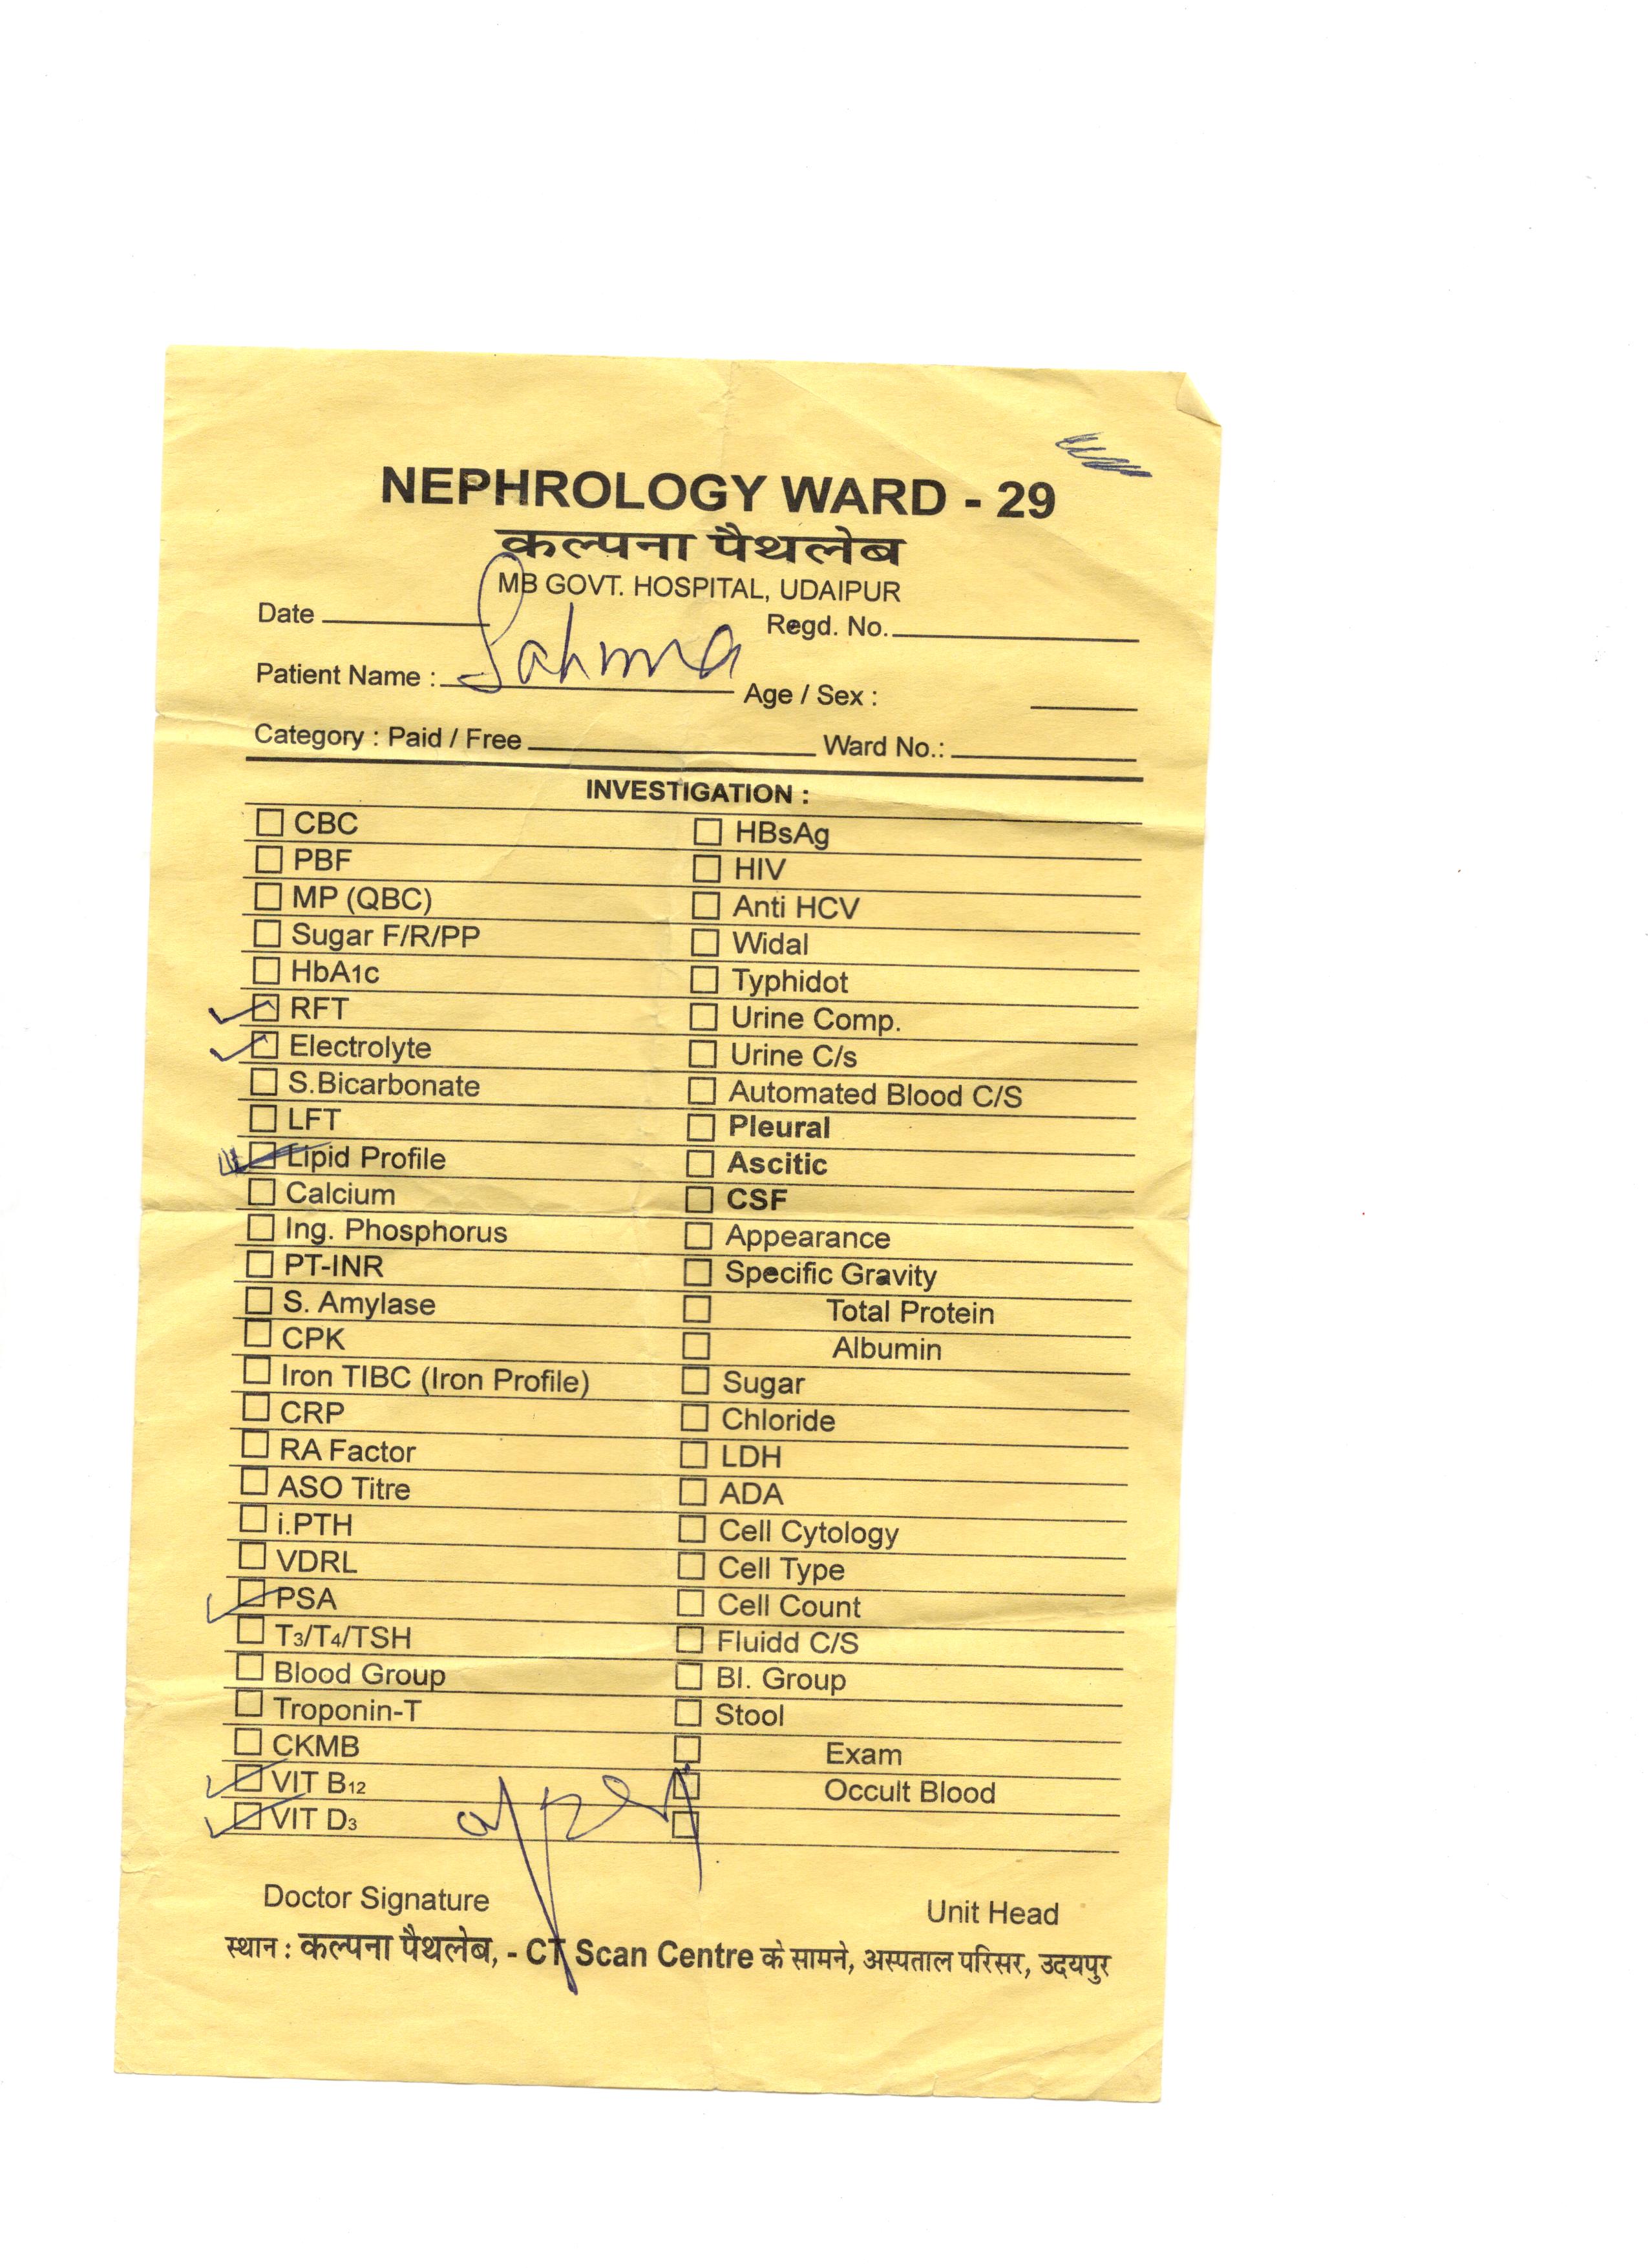 NEPHROLOGY WARD - 29
कल्पना पैथलेब
MB GOVT. HOSPITAL, UDAIPUR
Date Regd. No.
Patient Name : Age / Sex :
Category : Paid / Free Ward No.:
INVESTIGATION :
CBC HBsAg
PBF HIV
MP (QBC) Anti HCV
Sugar F/R/PP Widal
HbA1c Typhidot
RFT Urine Comp.
Electrolyte Urine C/s
S.Bicarbonate Automated Blood C/S
LFT Pleural
Lipid Profile Ascitic
Calcium CSF
Ing. Phosphorus Appearance
PT-INR Specific Gravity
S. Amylase Total Protein
CPK Albumin
Iron TIBC (Iron Profile) Sugar
CRP Chloride
RA Factor LDH
ASO Titre ADA
i.PTH Cell Cytology
VDRL Cell Type
PSA Cell Count
T3/T4/TSH Fluidd C/S
Blood Group Bl. Group
Troponin-T Stool
CKMB Exam
VIT B12 Occult Blood
VIT D3
Doctor Signature Unit Head
स्थान : कल्पना पैथलेब, - CT Scan Centre के सामने, अस्पताल परिसर, उदयपुर